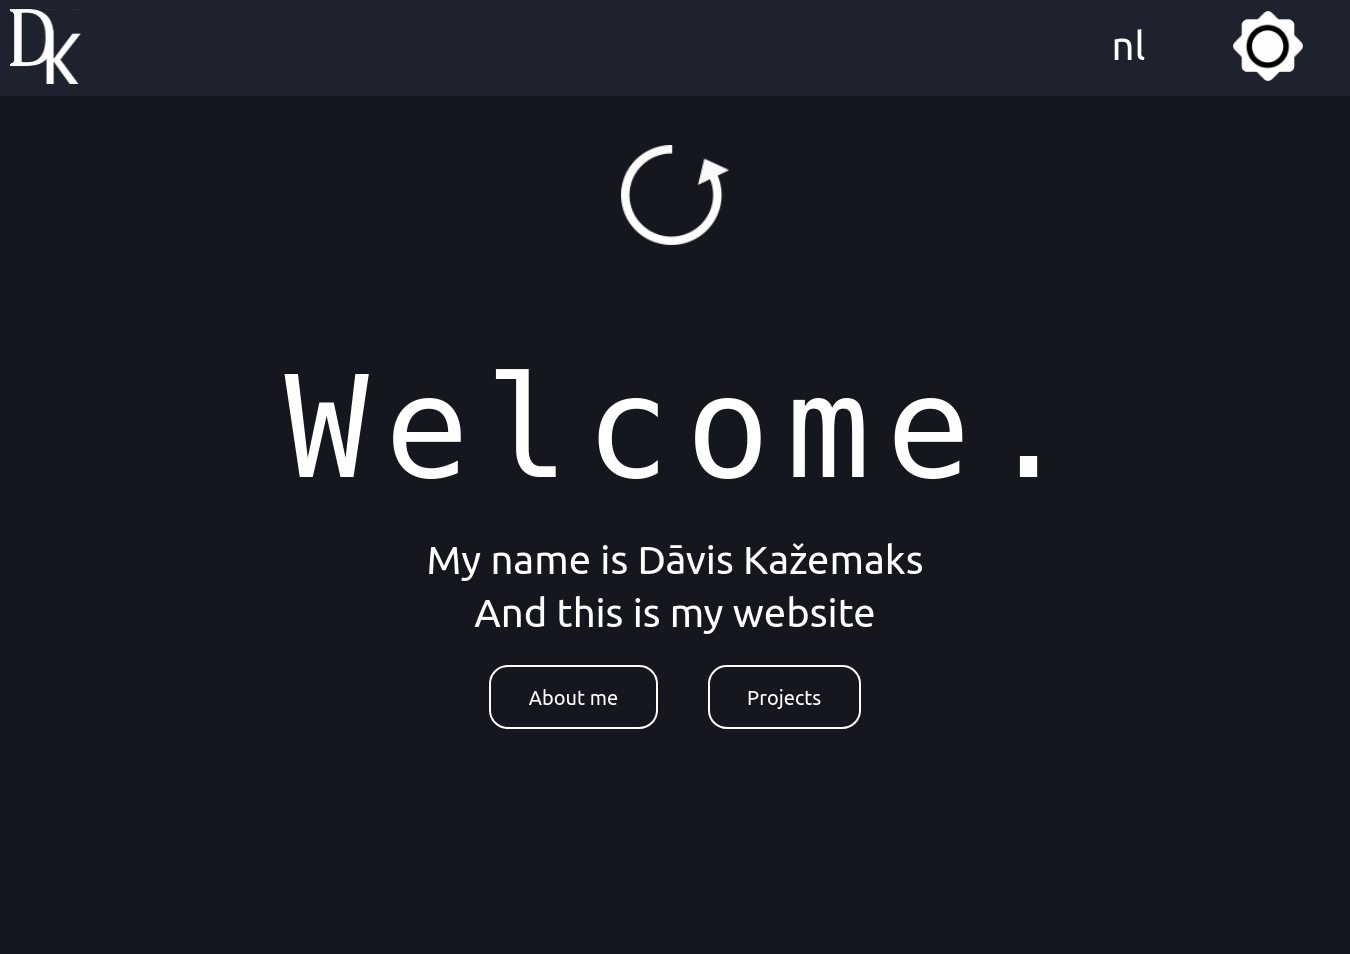 DK
nl
Welcome.
My name is Dāvis Kažemaks
And this is my website
About me
Projects